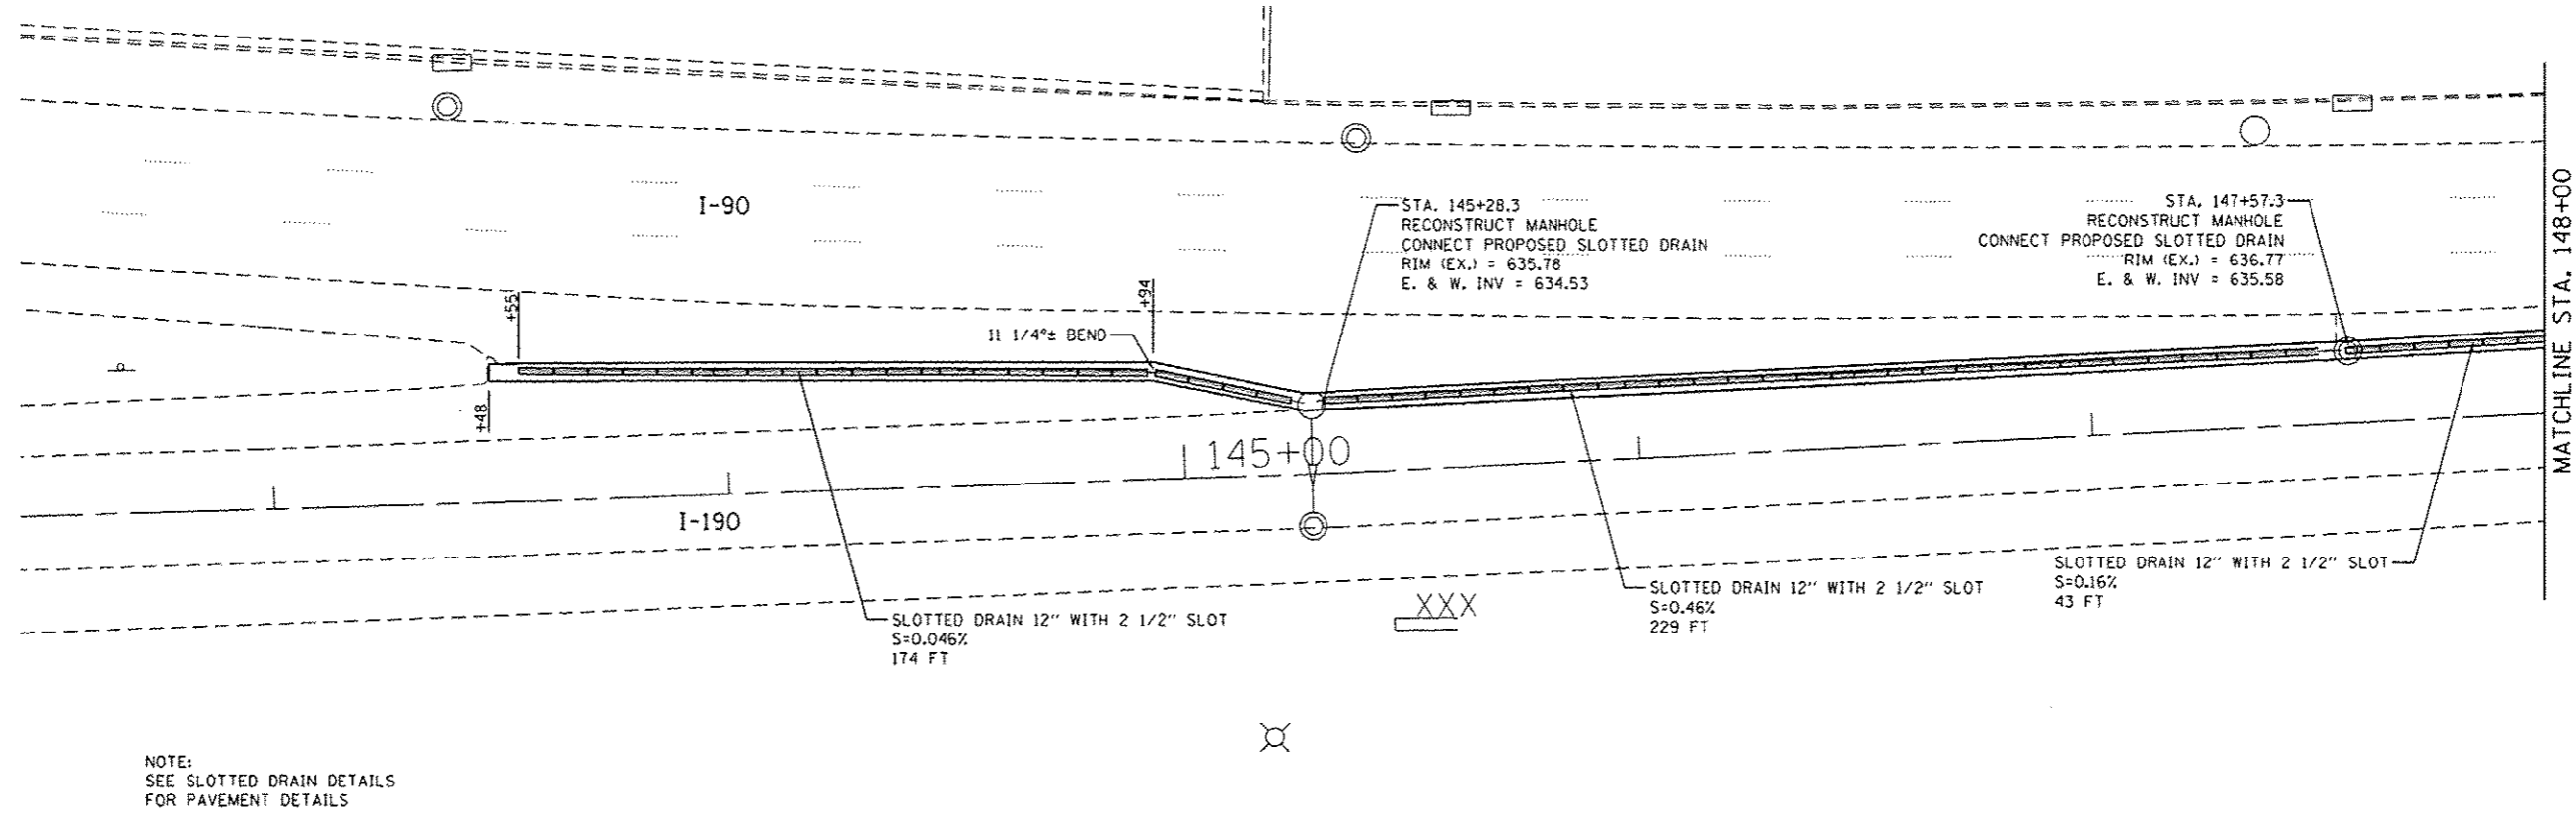 I-90
STA. 145+28.3
RECONSTRUCT MANHOLE
CONNECT PROPOSED SLOTTED DRAIN
RIM (EX.) = 635.78
E. & W. INV = 634.53
STA. 147+57.3
RECONSTRUCT MANHOLE
CONNECT PROPOSED SLOTTED DRAIN
RIM (EX.) = 636.77
E. & W. INV = 635.58
MATCHLINE STA. 148+00
+55
+94
11 1/4°± BEND
+48
145+00
I-190
SLOTTED DRAIN 12" WITH 2 1/2" SLOT
S=0.046%
174 FT
XXX
SLOTTED DRAIN 12" WITH 2 1/2" SLOT
S=0.46%
229 FT
SLOTTED DRAIN 12" WITH 2 1/2" SLOT
S=0.16%
43 FT
NOTE:
SEE SLOTTED DRAIN DETAILS
FOR PAVEMENT DETAILS